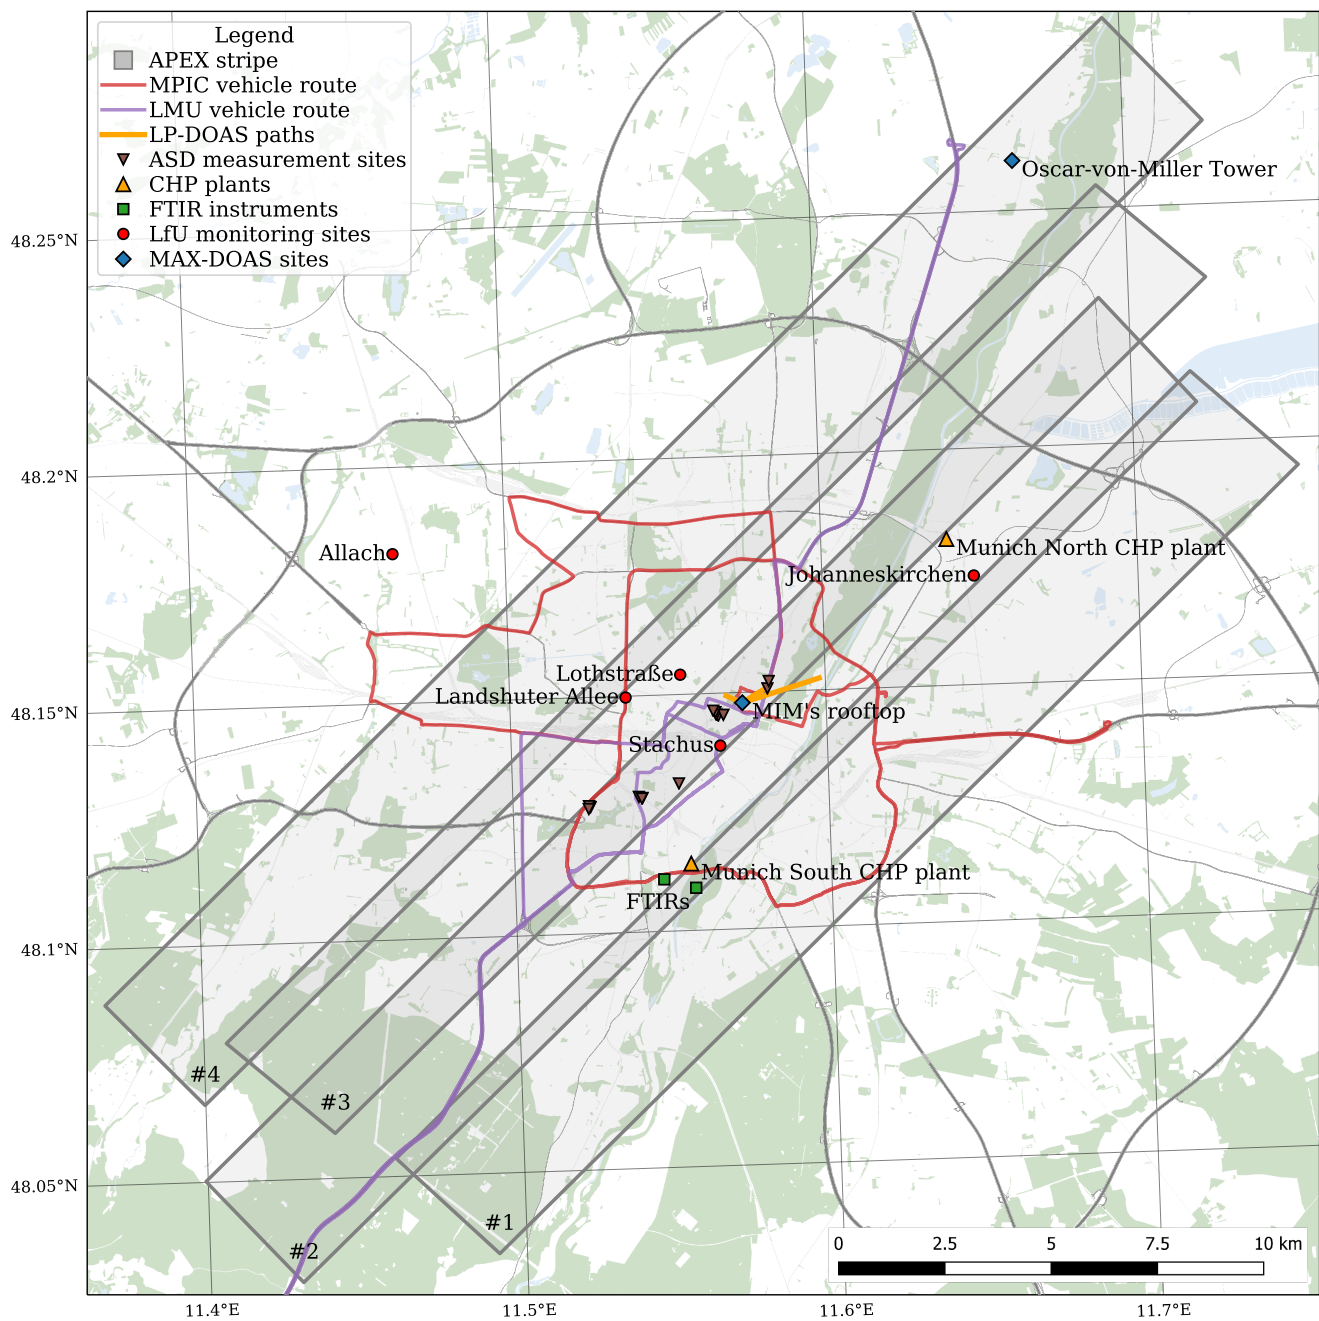 Legend
APEX stripe
MPIC vehicle route
LMU vehicle route
LP-DOAS paths
ASD measurement sites
CHP plants
FTIR instruments
LfU monitoring sites
MAX-DOAS sites
Oscar-von-Miller Tower
48.25°N
48.2°N
Munich North CHP plant
Allach
Johanneskirchen
Lothstraße
Landshuter Allee
48.15°N
MIM's rooftop
Stachus
Munich South CHP plant
FTIRs
48.1°N
#4
#3
48.05°N
#1
#2
0 2.5 5 7.5 10 km
11.4°E 11.5°E 11.6°E 11.7°E